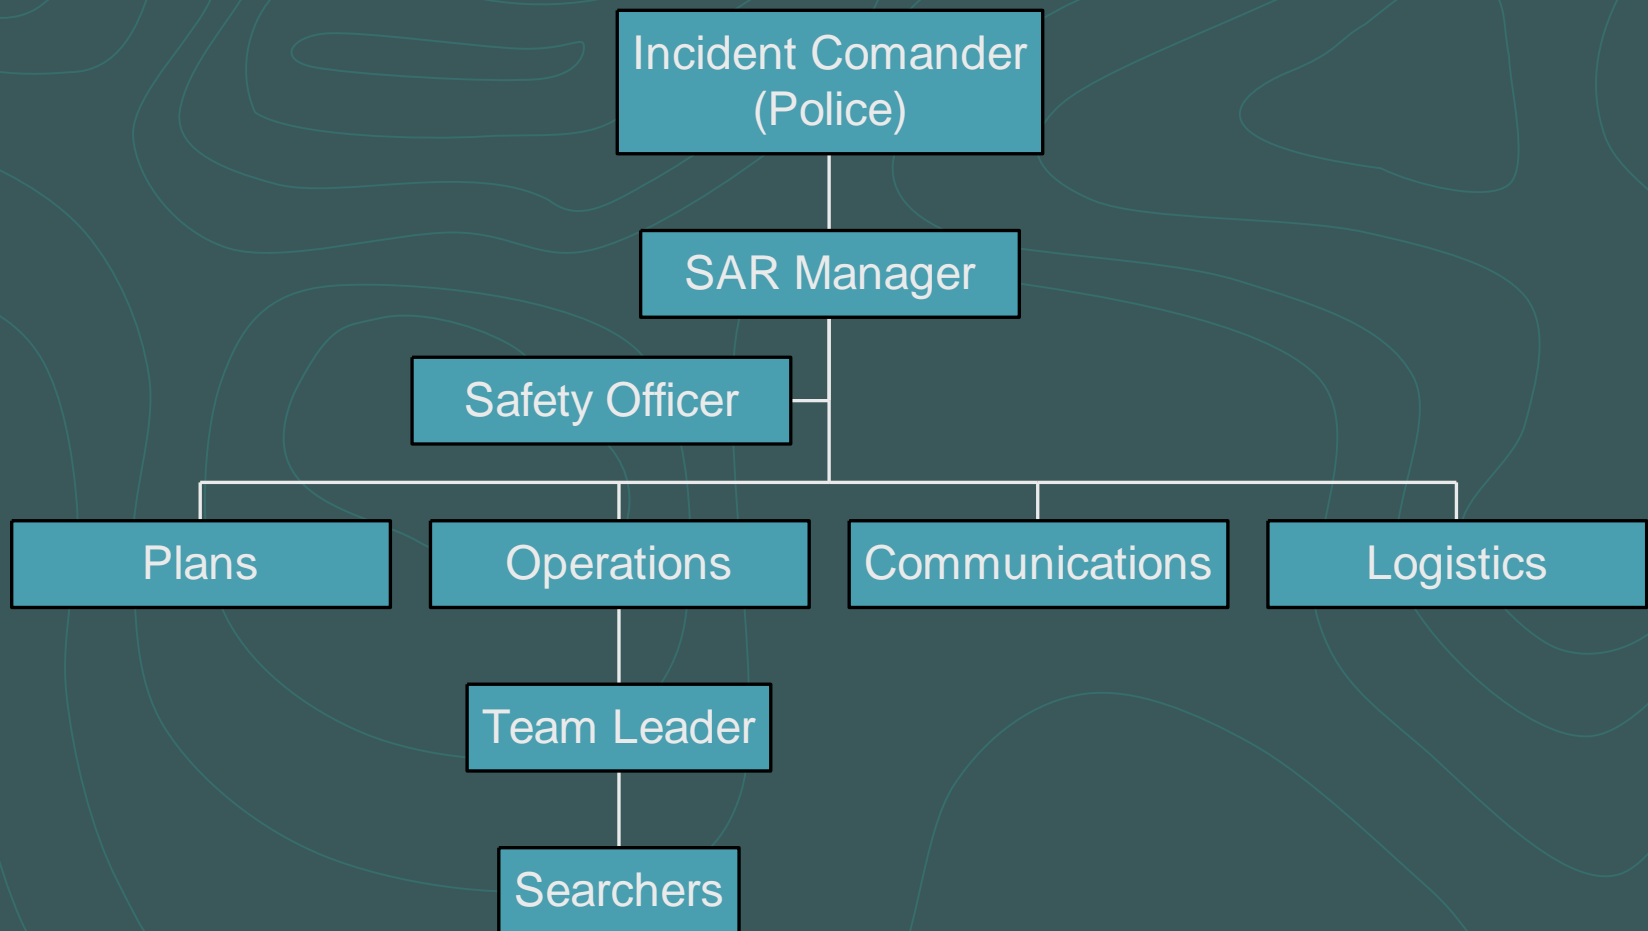 Incident Comander
(Police)
SAR Manager
Safety Officer
Plans
Operations
Communications
Logistics
Team Leader
Searchers